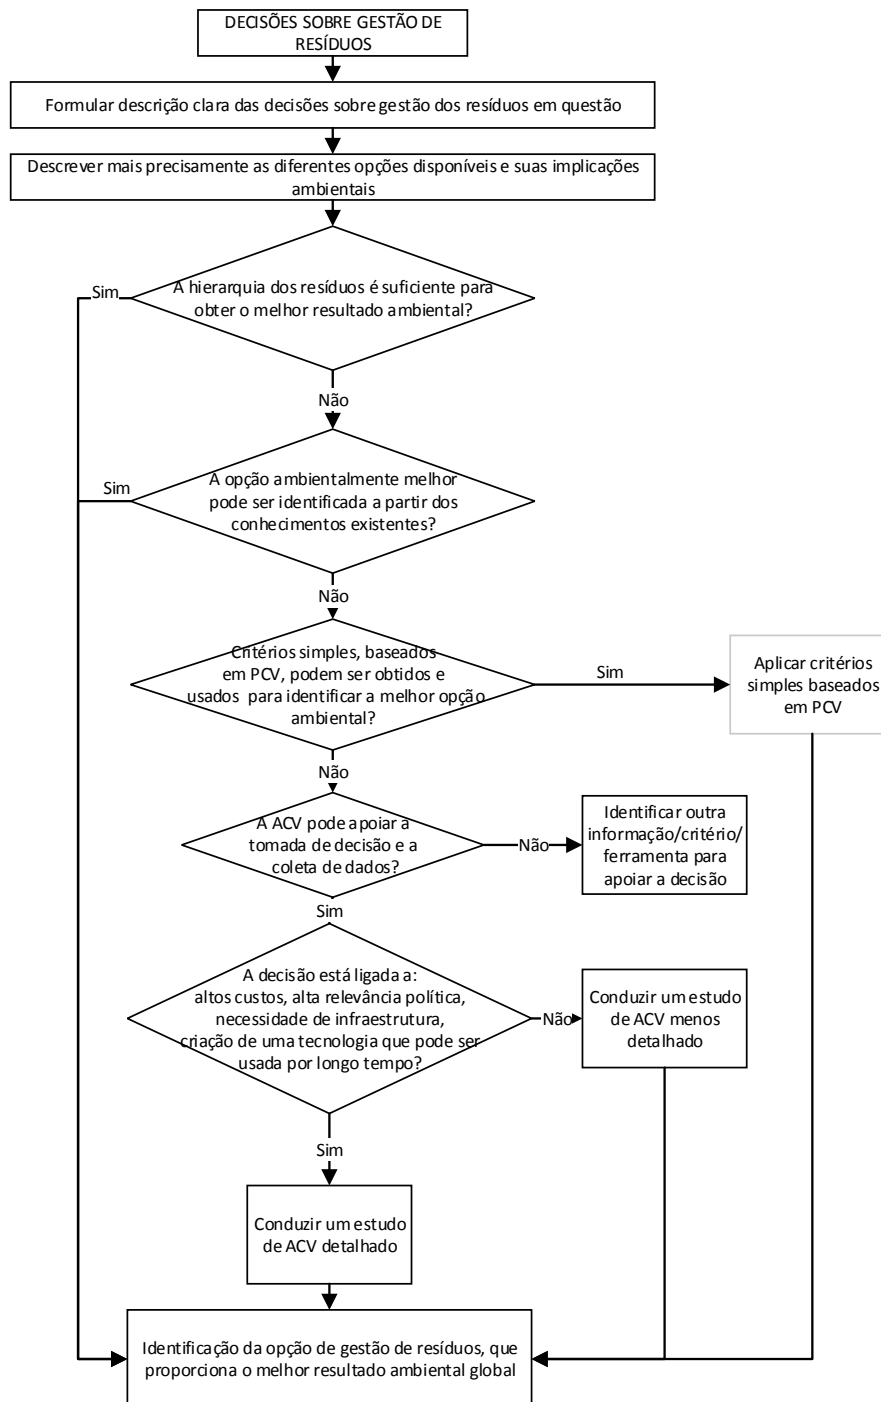 DECISÕES SOBRE GESTÃO DE
RESÍDUOS
Formular descrição clara das decisões sobre gestão dos resíduos em questão
Descrever mais precisamente as diferentes opções disponíveis e suas implicações
ambientais
A hierarquia dos resíduos é suficiente para
obter o melhor resultado ambiental?
Sim
Não
A opção ambientalmente melhor
pode ser identificada a partir dos
conhecimentos existentes?
Sim
Não
Critérios simples, baseados
em PCV, podem ser obtidos e
usados para identificar a melhor opção
ambiental?
Sim
Aplicar critérios
simples baseados
em PCV
Não
A ACV pode apoiar a
tomada de decisão e a
coleta de dados?
Não
Identificar outra
informação/critério/
ferramenta para
apoiar a decisão
Sim
A decisão está ligada a:
altos custos, alta relevância política,
necessidade de infraestrutura,
criação de uma tecnologia que pode ser
usada por longo tempo?
Não
Conduzir um estudo
de ACV menos
detalhado
Sim
Conduzir um estudo
de ACV detalhado
Identificação da opção de gestão de resíduos, que
proporciona o melhor resultado ambiental global